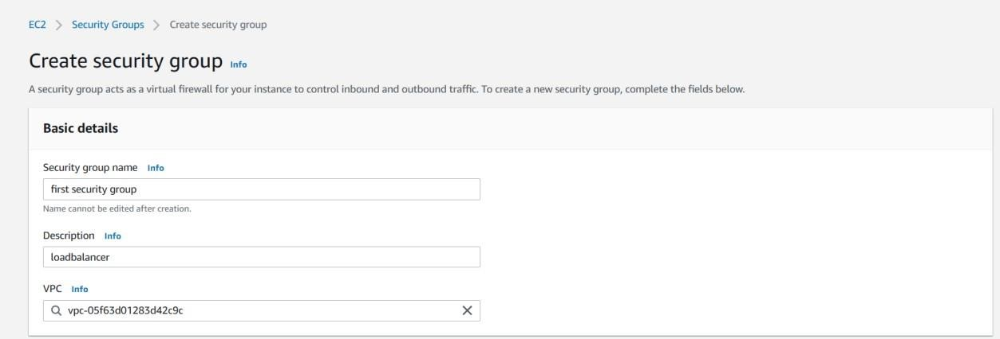 EC2 > Security Groups > Create security group
Create security group Info
A security group acts as a virtual firewall for your instance to control inbound and outbound traffic. To create a new security group, complete the fields below.
Basic details
Security group name Info
first security group
Name cannot be edited after creation.
Description Info
loadbalancer
VPC Info
vpc-05f63d01283d42c9c